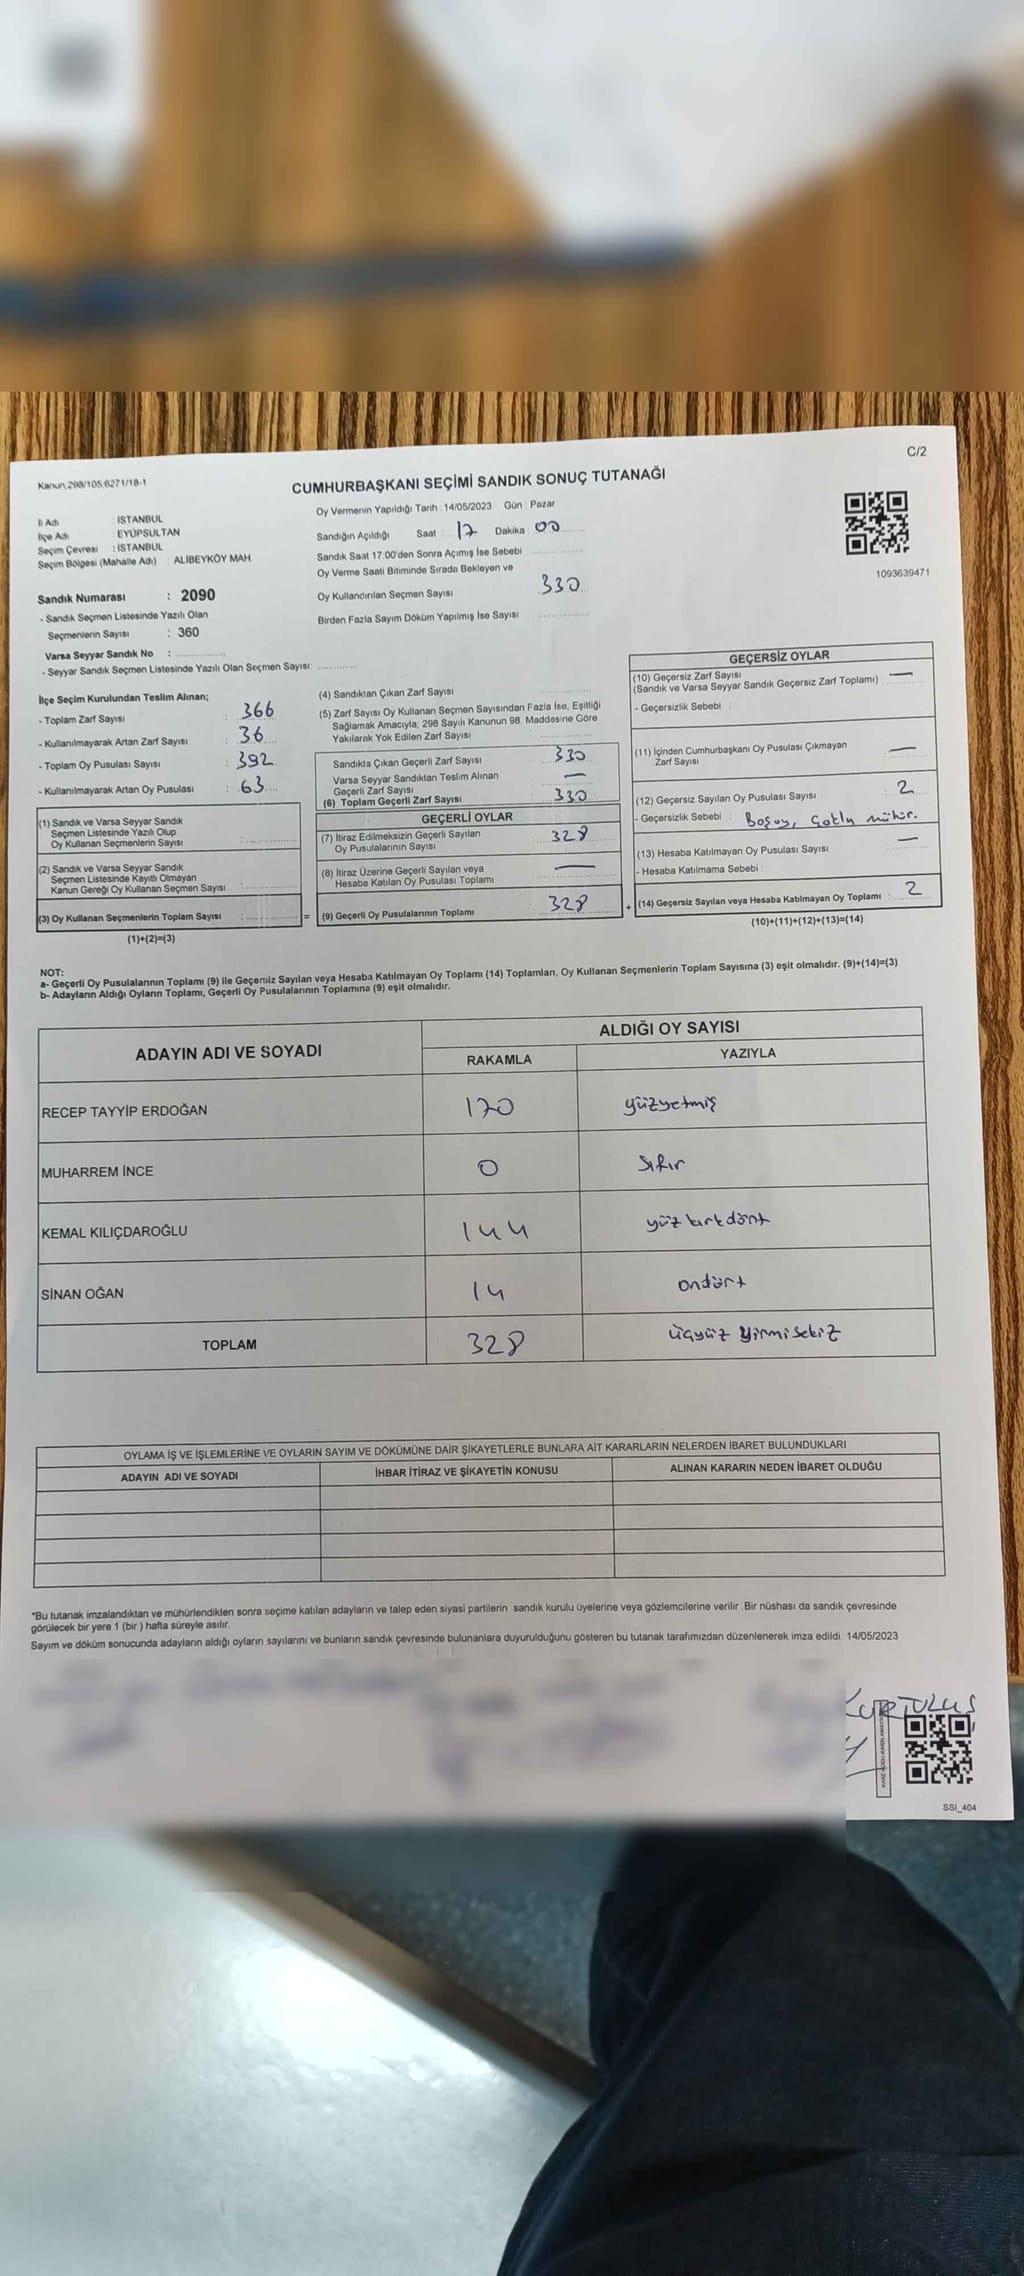 C/2
Kanun,298/105,6271/18-1
CUMHURBAŞKANI SEÇİMİ SANDIK SONUÇ TUTANAĞI
İl Adı : İSTANBUL
İlçe Adı : EYÜPSULTAN
Seçim Çevresi : İSTANBUL
Seçim Bölgesi (Mahalle Adı) : ALİBEYKÖY MAH.
Oy Vermenin Yapıldığı Tarih : 14/05/2023 Gün : Pazar
Sandığın Açıldığı Saat : 17 Dakika : 00
Sandık Saat 17:00'den Sonra Açımış İse Sebebi :
Oy Verme Saati Bitiminde Sırada Bekleyen ve
Oy Kullandırılan Seçmen Sayısı : 330
Birden Fazla Sayım Döküm Yapılmış İse Sayısı :
1093639471
Sandık Numarası : 2090
- Sandık Seçmen Listesinde Yazılı Olan
Seçmenlerin Sayısı : 360
Varsa Seyyar Sandık No :
- Seyyar Sandık Seçmen Listesinde Yazılı Olan Seçmen Sayısı:
İlçe Seçim Kurulundan Teslim Alınan;
- Toplam Zarf Sayısı : 366
- Kullanılmayarak Artan Zarf Sayısı : 36
- Toplam Oy Pusulası Sayısı : 392
- Kullanılmayarak Artan Oy Pusulası : 63
(1) Sandık ve Varsa Seyyar Sandık
Seçmen Listesinde Yazılı Olup
Oy Kullanan Seçmenlerin Sayısı :
(2) Sandık ve Varsa Seyyar Sandık
Seçmen Listesinde Kayıtlı Olmayan
Kanun Gereği Oy Kullanan Seçmen Sayısı :
(3) Oy Kullanan Seçmenlerin Toplam Sayısı : =
(1)+(2)=(3)
(4) Sandıktan Çıkan Zarf Sayısı
(5) Zarf Sayısı Oy Kullanan Seçmen Sayısından Fazla İse, Eşitliği
Sağlamak Amacıyla; 298 Sayılı Kanunun 98. Maddesine Göre
Yakılarak Yok Edilen Zarf Sayısı
Sandıkta Çıkan Geçerli Zarf Sayısı : 330
Varsa Seyyar Sandıktan Teslim Alınan
Geçerli Zarf Sayısı : —
(6) Toplam Geçerli Zarf Sayısı : 330
GEÇERLİ OYLAR
(7) İtiraz Edilmeksizin Geçerli Sayılan
Oy Pusulalarının Sayısı : 328
(8) İtiraz Üzerine Geçerli Sayılan veya
Hesaba Katılan Oy Pusulası Toplamı : —
(9) Geçerli Oy Pusulalarının Toplamı : 328 +
GEÇERSİZ OYLAR
(10) Geçersiz Zarf Sayısı
(Sandık ve Varsa Seyyar Sandık Geçersiz Zarf Toplamı) : —
- Geçersizlik Sebebi :
(11) İçinden Cumhurbaşkanı Oy Pusulası Çıkmayan
Zarf Sayısı : —
(12) Geçersiz Sayılan Oy Pusulası Sayısı : 2
- Geçersizlik Sebebi : Boşoy, çoklu mühür.
(13) Hesaba Katılmayan Oy Pusulası Sayısı : —
- Hesaba Katılmama Sebebi :
(14) Geçersiz Sayılan veya Hesaba Katılmayan Oy Toplamı : 2
(10)+(11)+(12)+(13)=(14)
NOT:
a- Geçerli Oy Pusulalarının Toplamı (9) ile Geçersiz Sayılan veya Hesaba Katılmayan Oy Toplamı (14) Toplamları, Oy Kullanan Seçmenlerin Toplam Sayısına (3) eşit olmalıdır. (9)+(14)=(3)
b- Adayların Aldığı Oyların Toplamı, Geçerli Oy Pusulalarının Toplamına (9) eşit olmalıdır.
ADAYIN ADI VE SOYADI ALDIĞI OY SAYISI
RAKAMLA YAZIYLA
RECEP TAYYİP ERDOĞAN 170 yüzyetmiş
MUHARREM İNCE 0 sıfır
KEMAL KILIÇDAROĞLU 144 yüz kırkdört
SİNAN OĞAN 14 ondört
TOPLAM 328 üçyüz yirmisekiz
OYLAMA İŞ VE İŞLEMLERİNE VE OYLARIN SAYIM VE DÖKÜMÜNE DAİR ŞİKAYETLERLE BUNLARA AİT KARARLARIN NELERDEN İBARET BULUNDUKLARI
ADAYIN ADI VE SOYADI İHBAR İTİRAZ VE ŞİKAYETİN KONUSU ALINAN KARARIN NEDEN İBARET OLDUĞU
*Bu tutanak imzalandıktan ve mühürlendikten sonra seçime katılan adayların ve talep eden siyasi partilerin sandık kurulu üyelerine veya gözlemcilerine verilir. Bir nüshası da sandık çevresinde
görülecek bir yere 1 (bir) hafta süreyle asılır.
Sayım ve döküm sonucunda adayların aldığı oyların sayılarını ve bunların sandık çevresinde bulunanlara duyurulduğunu gösteren bu tutanak tarafımızdan düzenlenerek imza edildi. 14/05/2023
KURTULUŞ
SSI_404